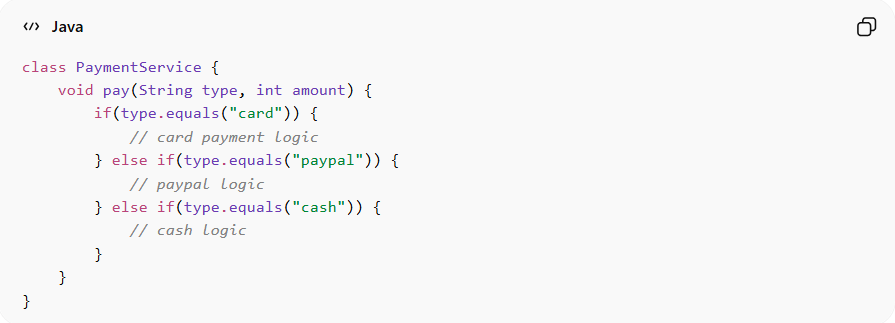 </> Java
class PaymentService {
    void pay(String type, int amount) {
        if(type.equals("card")) {
            // card payment logic
        } else if(type.equals("paypal")) {
            // paypal logic
        } else if(type.equals("cash")) {
            // cash logic
        }
    }
}